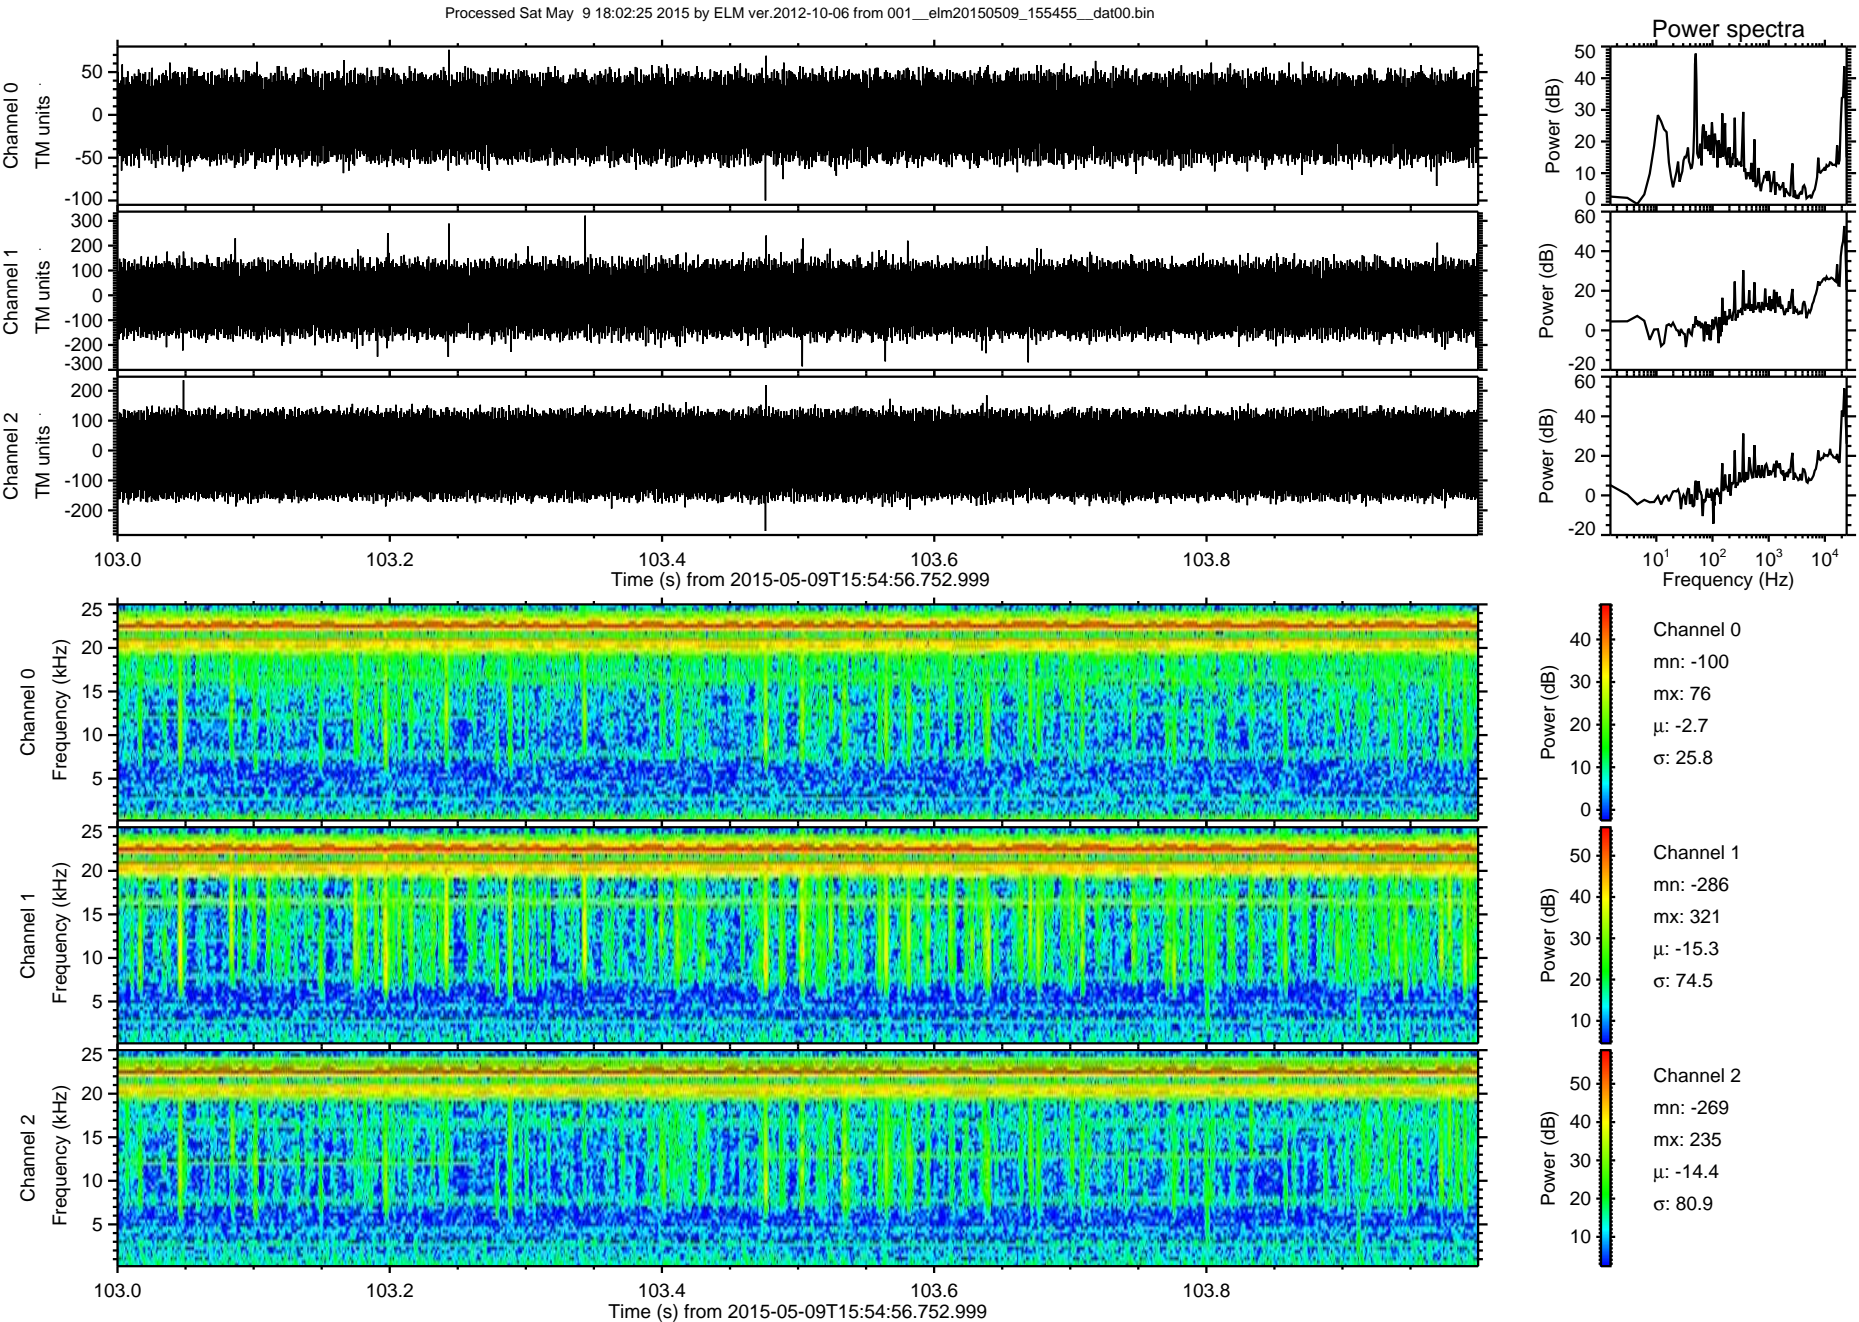 Processed Sat May  9 18:02:25 2015 by ELM ver.2012-10-06 from 001__elm20150509_155455__dat00.bin
Power spectra
Channel 0
TM units
50
0
-50
-100
Power (dB)
50
40
30
20
10
0
Channel 1
TM units
300
200
100
0
-100
-200
-300
Power (dB)
60
40
20
0
-20
Channel 2
TM units
200
100
0
-100
-200
Power (dB)
60
40
20
0
-20
103.0 103.2 103.4 103.6 103.8
Time (s) from 2015-05-09T15:54:56.752.999
10¹ 10² 10³ 10⁴
Frequency (Hz)
Channel 0
Frequency (kHz)
25
20
15
10
5
Power (dB)
40
30
20
10
0
Channel 0
mn: -100
mx: 76
μ: -2.7
σ: 25.8
Channel 1
Frequency (kHz)
25
20
15
10
5
Power (dB)
50
40
30
20
10
Channel 1
mn: -286
mx: 321
μ: -15.3
σ: 74.5
Channel 2
Frequency (kHz)
25
20
15
10
5
Power (dB)
50
40
30
20
10
Channel 2
mn: -269
mx: 235
μ: -14.4
σ: 80.9
103.0 103.2 103.4 103.6 103.8
Time (s) from 2015-05-09T15:54:56.752.999